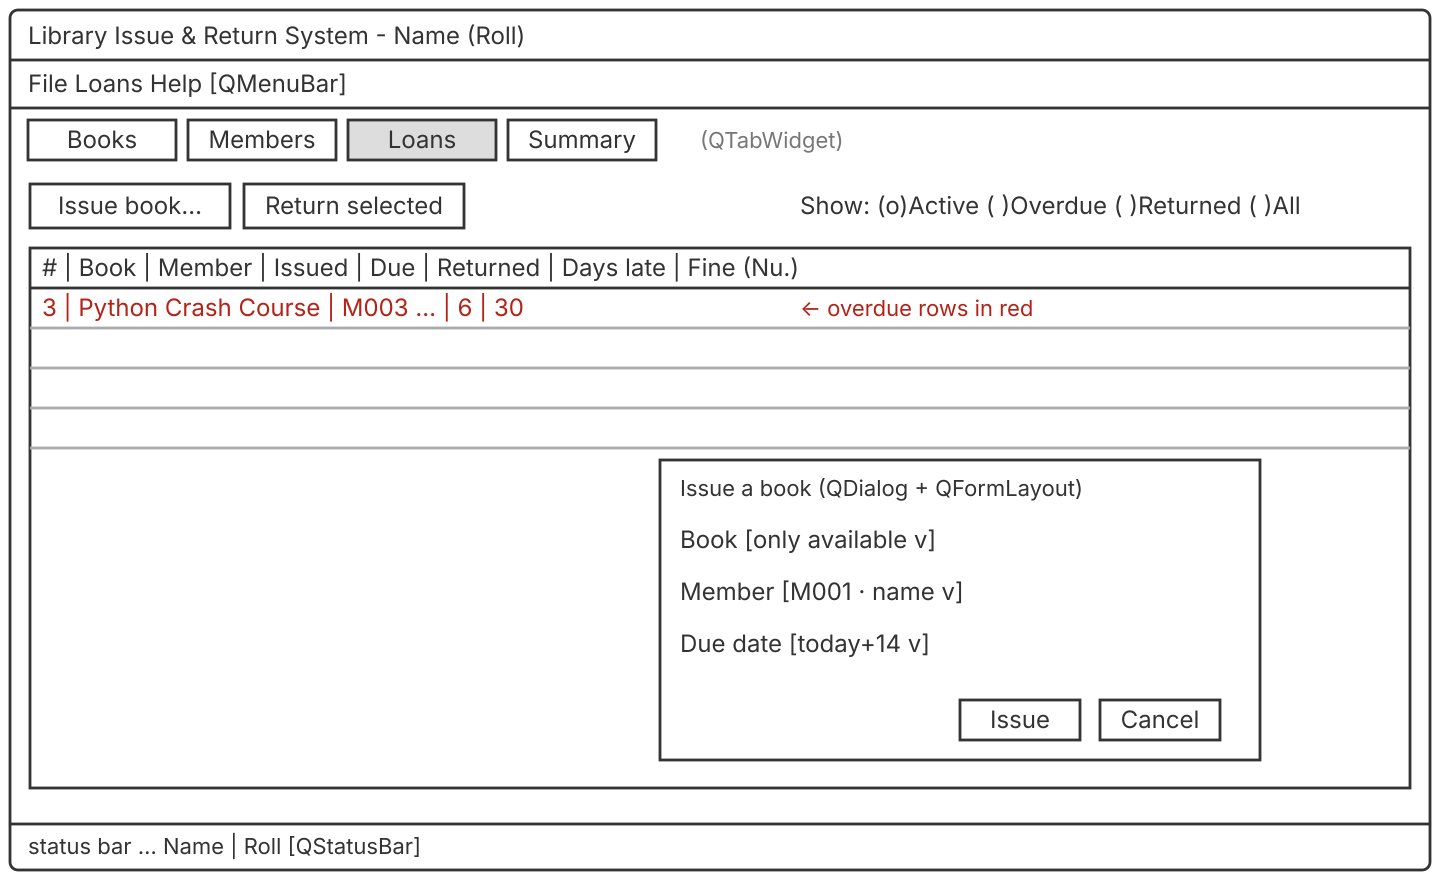 Library Issue & Return System - Name (Roll)
File Loans Help [QMenuBar]
Books Members Loans Summary (QTabWidget)
Issue book... Return selected Show: (o)Active ( )Overdue ( )Returned ( )All
# | Book | Member | Issued | Due | Returned | Days late | Fine (Nu.)
3 | Python Crash Course | M003 ... | 6 | 30 ← overdue rows in red
Issue a book (QDialog + QFormLayout)
Book [only available v]
Member [M001 · name v]
Due date [today+14 v]
Issue Cancel
status bar ... Name | Roll [QStatusBar]